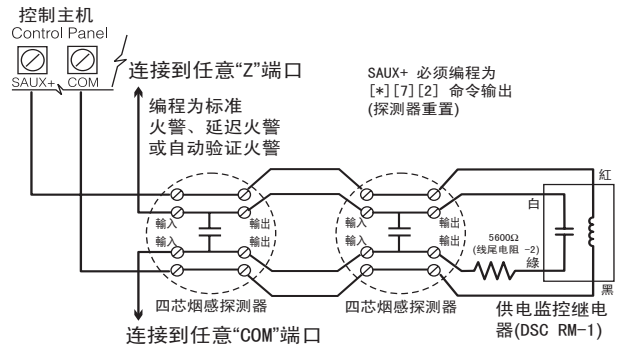 控制主机
Control Panel
SAUX+ COM
连接到任意“Z”端口
编程为标准
火警、延迟火警
或自动验证火警
SAUX+ 必须编程为
[*][7][2] 命令输出
(探测器重置)
輸入 輸出
輸入 輸出
四芯烟感探测器
輸入 輸出
輸入 輸出
四芯烟感探测器
紅
白
5600Ω
(线尾电阻 -2)
綠
黑
供电监控继电
器(DSC RM-1)
连接到任意“COM”端口